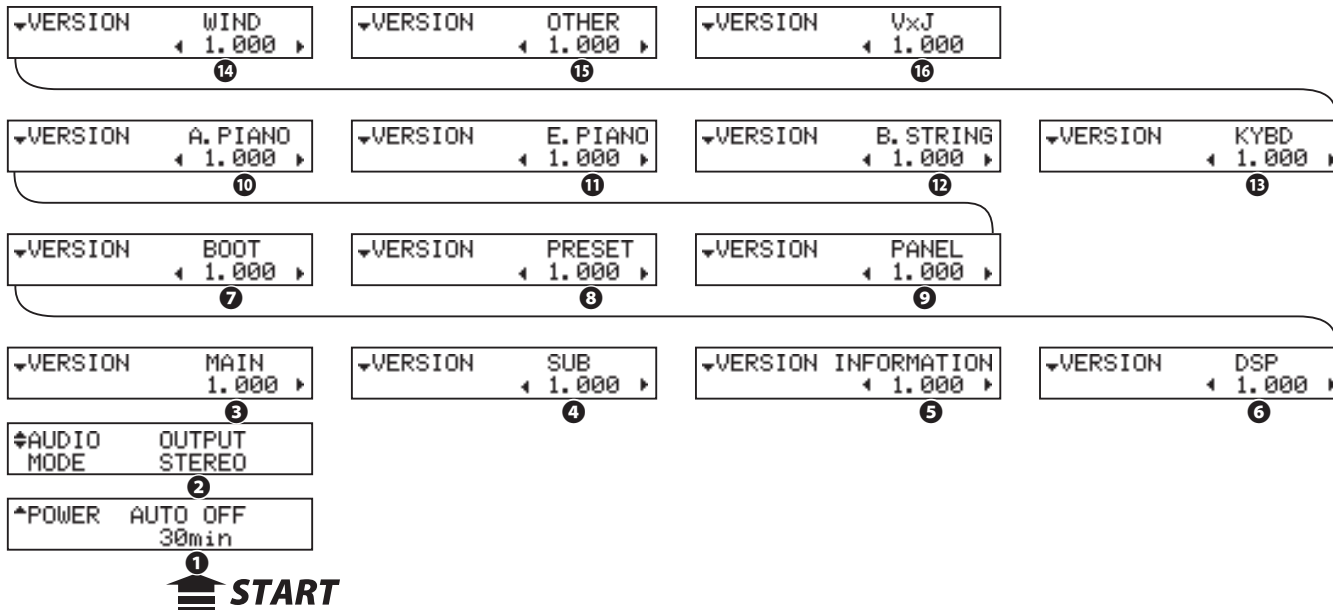 VERSION WIND
1.000
14
VERSION OTHER
1.000
15
VERSION VxJ
1.000
16
VERSION A.PIANO
1.000
10
VERSION E.PIANO
1.000
11
VERSION B.STRING
1.000
12
VERSION KYBD
1.000
13
VERSION BOOT
1.000
7
VERSION PRESET
1.000
8
VERSION PANEL
1.000
9
VERSION MAIN
1.000
3
VERSION SUB
1.000
4
VERSION INFORMATION
1.000
5
VERSION DSP
1.000
6
AUDIO OUTPUT
MODE STEREO
2
POWER AUTO OFF
30min
1
START